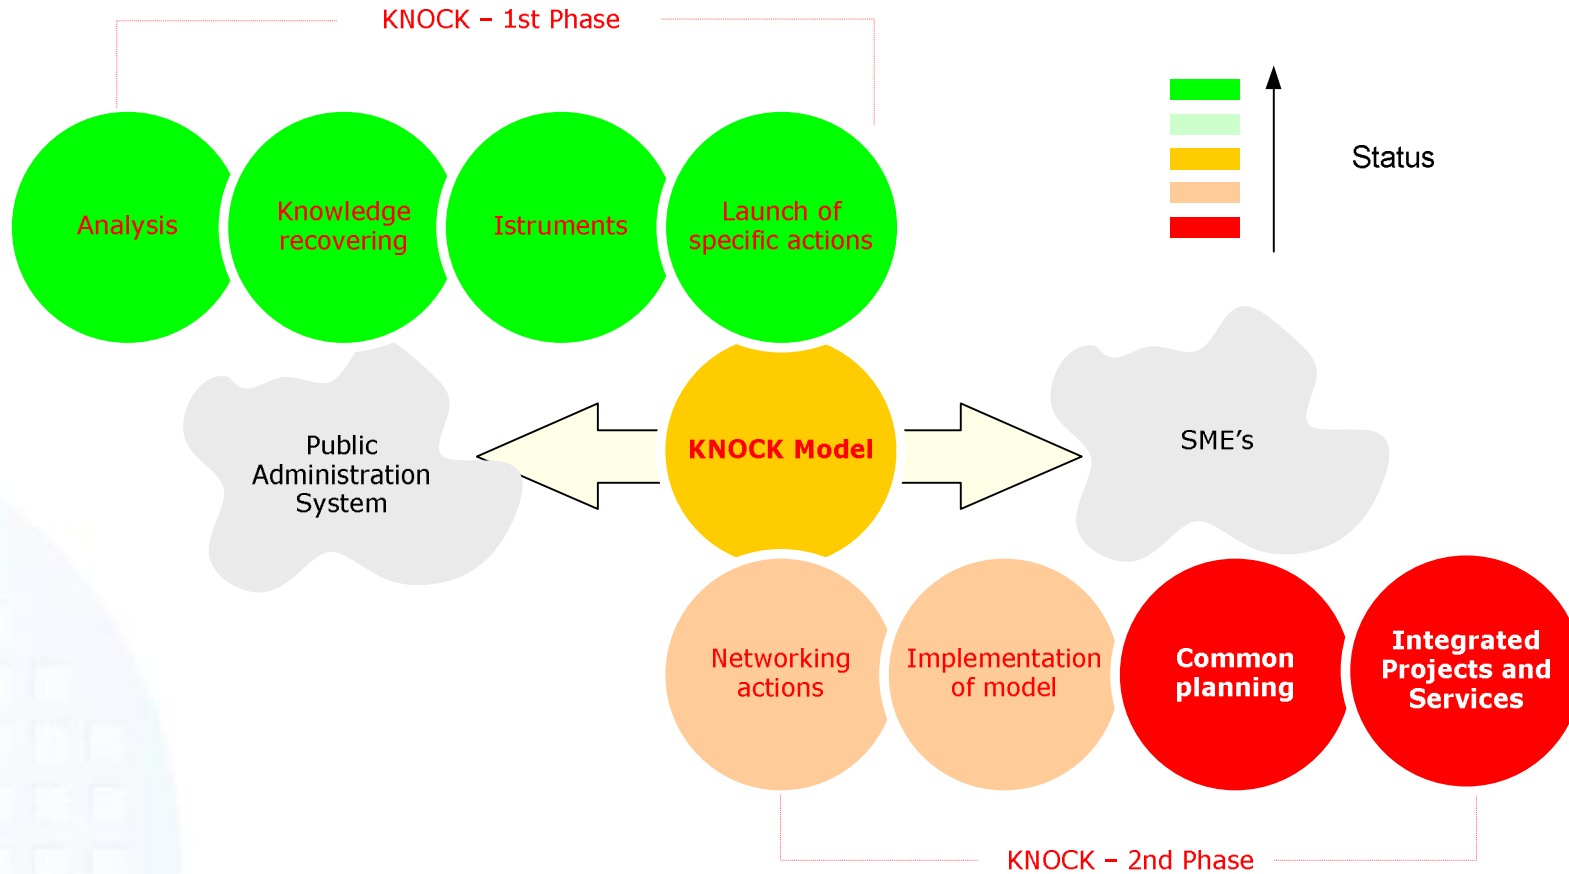 KNOCK – 1st Phase
Analysis
Knowledge
recovering
Istruments
Launch of
specific actions
Status
Public
Administration
System
KNOCK Model
SME’s
Networking
actions
Implementation
of model
Common
planning
Integrated
Projects and
Services
KNOCK – 2nd Phase